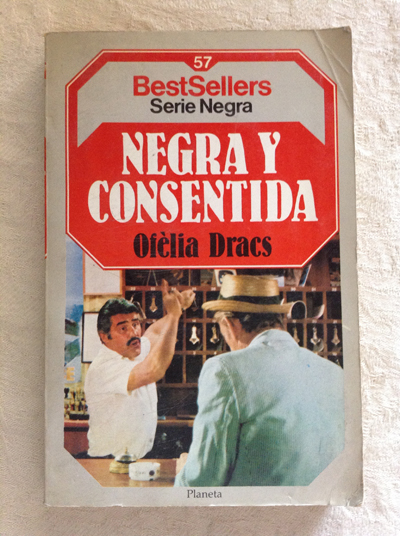 57
BestSellers
Serie Negra
NEGRA Y
CONSENTIDA
Ofèlia Dracs
Planeta